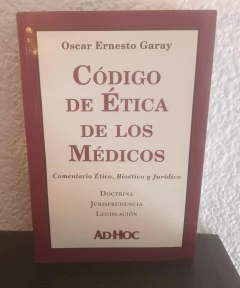 Oscar Ernesto Garay
CÓDIGO
DE ÉTICA
DE LOS
MÉDICOS
Comentario Ético, Bioético y Jurídico
DOCTRINA
JURISPRUDENCIA
LEGISLACIÓN
AD-HOC